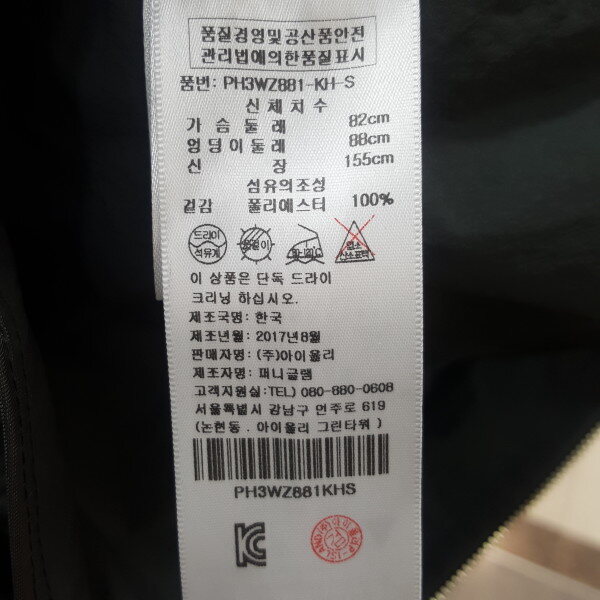 품질경영및공산품안전
관리법에의한품질표시
품번: PH3WZ881-KH-S
신체치수
가슴둘레 82cm
엉덩이둘레 88cm
신장 155cm
섬유의조성
겉감 폴리에스터 100%
드라이
석유계
이 상품은 단독 드라이
크리닝 하십시오.
제조국명: 한국
제조년월: 2017년8월
판매자명: (주)아이올리
제조자명: 패니글램
고객지원실:TEL) 080-880-0608
서울특별시 강남구 언주로 619
(논현동 . 아이올리 그린타워 )
PH3WZ881KHS